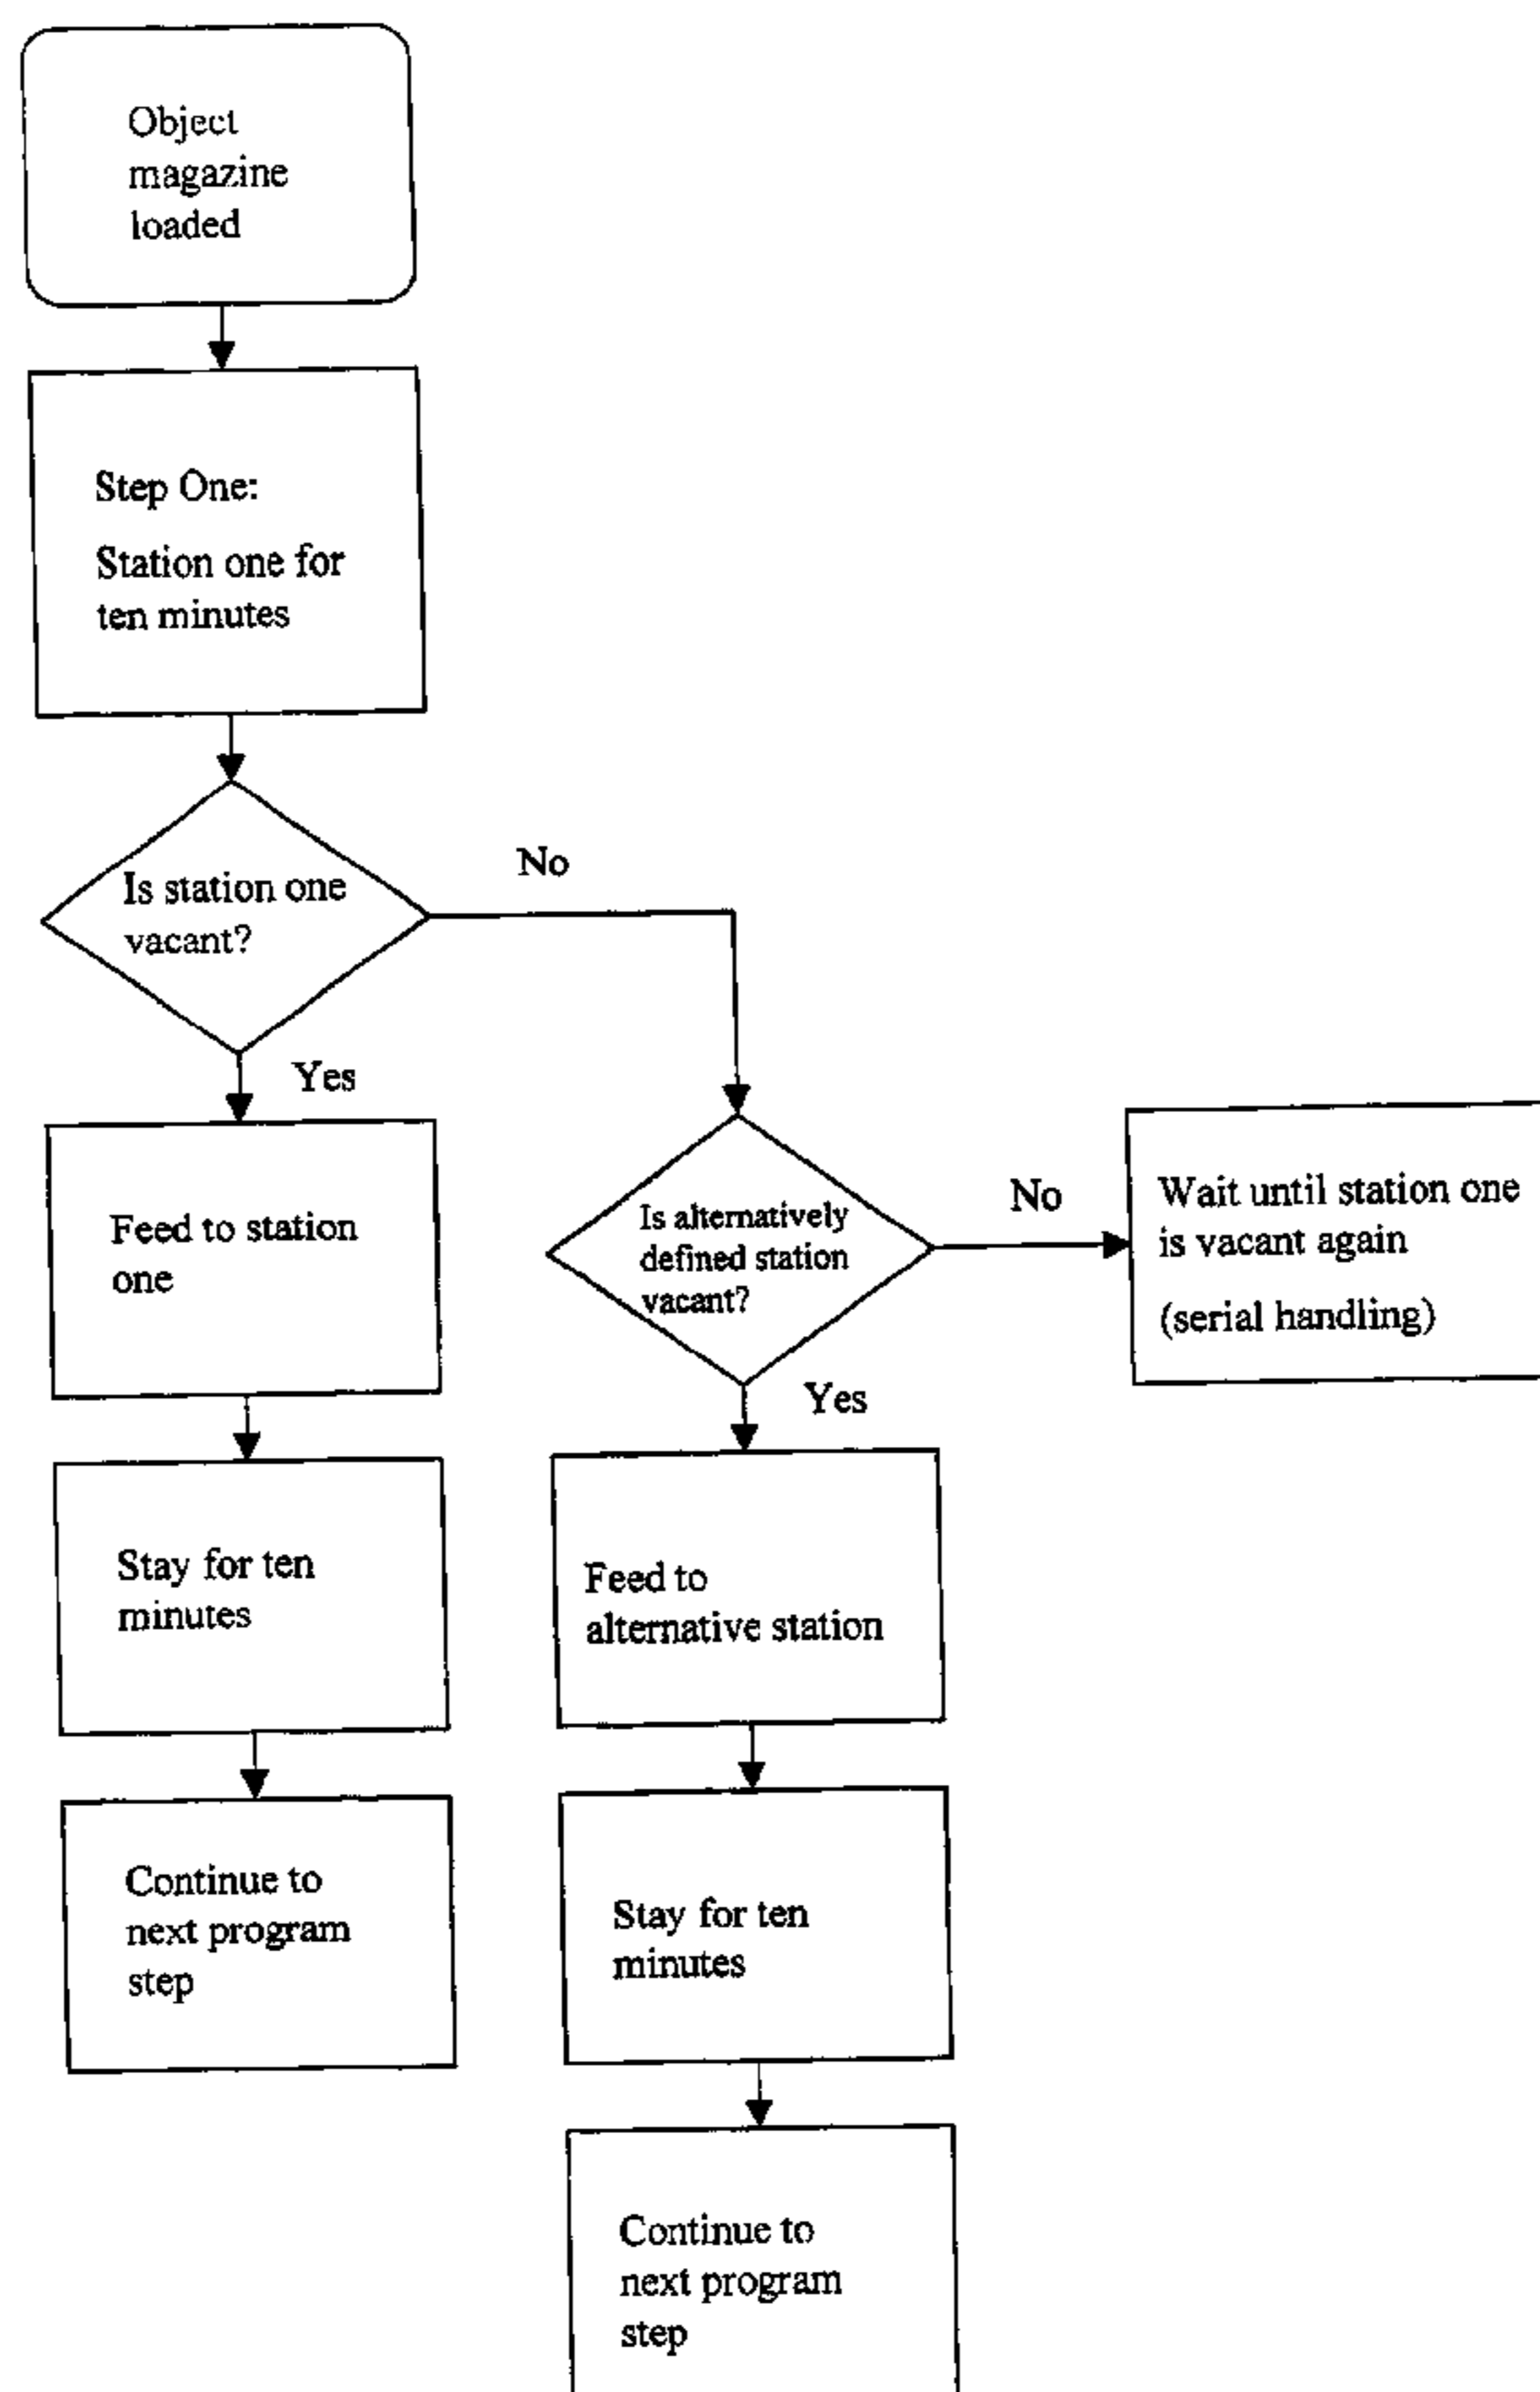 Object
magazine
loaded
Step One:
Station one for
ten minutes
Is station one
vacant?
No
Yes
Feed to station
one
Stay for ten
minutes
Continue to
next program
step
Is alternatively
defined station
vacant?
No
Yes
Wait until station one
is vacant again
(serial handling)
Feed to
alternative station
Stay for ten
minutes
Continue to
next program
step